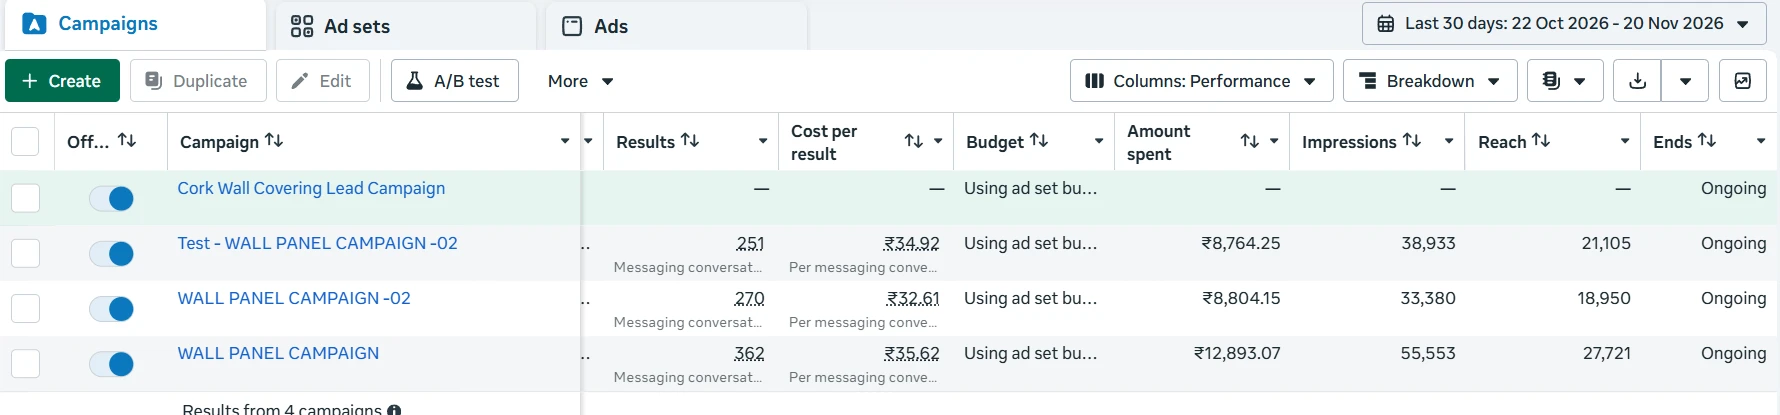 Campaigns Ad sets Ads Last 30 days: 22 Oct 2026 – 20 Nov 2026
+ Create Duplicate Edit A/B test More Columns: Performance Breakdown
Off... Campaign Results Cost per result Budget Amount spent Impressions Reach Ends
Cork Wall Covering Lead Campaign — — Using ad set bu... — — — Ongoing
Test - WALL PANEL CAMPAIGN -02 .. 251 ₹34.92 Using ad set bu... ₹8,764.25 38,933 21,105 Ongoing
Messaging conversat... Per messaging conve...
WALL PANEL CAMPAIGN -02 .. 270 ₹32.61 Using ad set bu... ₹8,804.15 33,380 18,950 Ongoing
Messaging conversat... Per messaging conve...
WALL PANEL CAMPAIGN .. 362 ₹35.62 Using ad set bu... ₹12,893.07 55,553 27,721 Ongoing
Messaging conversat... Per messaging conve...
Results from 4 campaigns